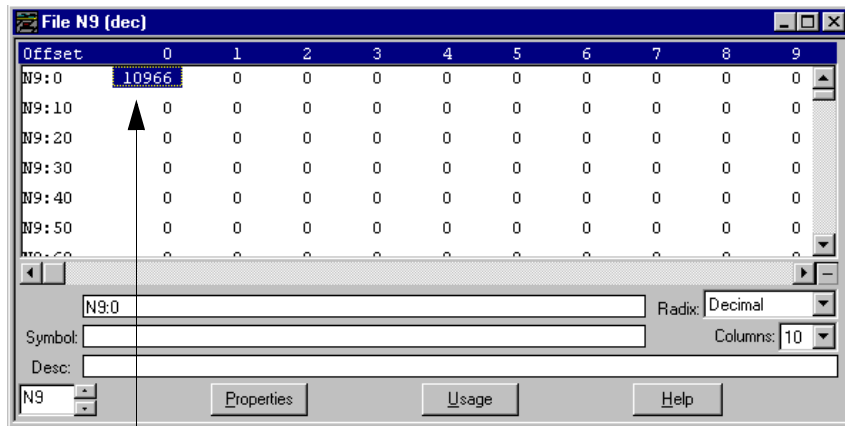 File N9 (dec)
Offset 0 1 2 3 4 5 6 7 8 9
N9:0 10966 0 0 0 0 0 0 0 0 0
N9:10 0 0 0 0 0 0 0 0 0 0
N9:20 0 0 0 0 0 0 0 0 0 0
N9:30 0 0 0 0 0 0 0 0 0 0
N9:40 0 0 0 0 0 0 0 0 0 0
N9:50 0 0 0 0 0 0 0 0 0 0
N9:0 Radix: Decimal
Symbol: Columns: 10
Desc:
N9 Properties Usage Help